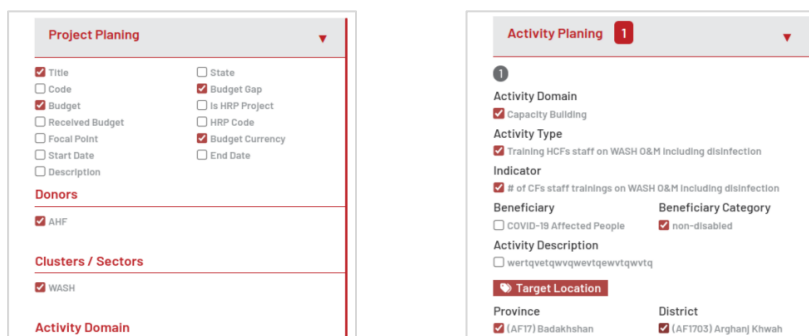 Project Planing
Title
State
Code
Budget Gap
Budget
Is HRP Project
Received Budget
HRP Code
Focal Point
Budget Currency
Start Date
End Date
Description
Donors
AHF
Clusters / Sectors
WASH
Activity Domain
Activity Planing 1
1
Activity Domain
Capacity Building
Activity Type
Training HCFs staff on WASH O&M including disinfection
Indicator
# of CFs staff trainings on WASH O&M including disinfection
Beneficiary
Beneficiary Category
COVID-19 Affected People
non-disabled
Activity Description
wertqvetqwvqwevtqewvtqwvtq
Target Location
Province
District
(AF17) Badakhshan
(AF1703) Arghanj Khwah